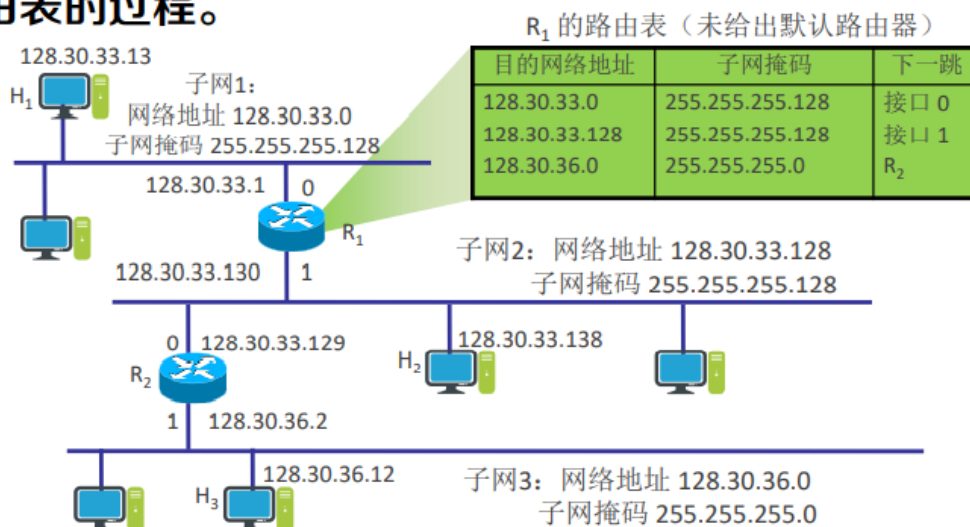 由表的过程。
R₁ 的路由表（未给出默认路由器）
目的网络地址 子网掩码 下一跳
128.30.33.0 255.255.255.128 接口 0
128.30.33.128 255.255.255.128 接口 1
128.30.36.0 255.255.255.0 R₂
128.30.33.13
H₁
子网1：
网络地址 128.30.33.0
子网掩码 255.255.255.128
128.30.33.1 0
R₁
128.30.33.130 1
子网2：网络地址 128.30.33.128
子网掩码 255.255.255.128
0 128.30.33.129
R₂
H₂
128.30.33.138
1 128.30.36.2
128.30.36.12
H₃
子网3：网络地址 128.30.36.0
子网掩码 255.255.255.0